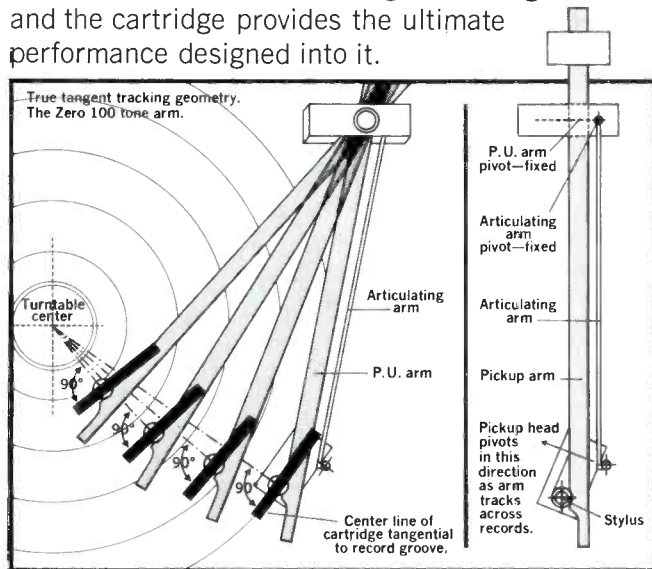 and the cartridge provides the ultimate
performance designed into it.
True tangent tracking geometry.
The Zero 100 tone arm.
Turntable
center
90°
90°
90°
90°
Articulating
arm
P.U. arm
Center line of
cartridge tangential
to record groove.
P.U. arm
pivot—fixed
Articulating
arm
pivot—fixed
Articulating
arm
Pickup arm
Pickup head
pivots
in this
direction
as arm
tracks
across
records.
Stylus